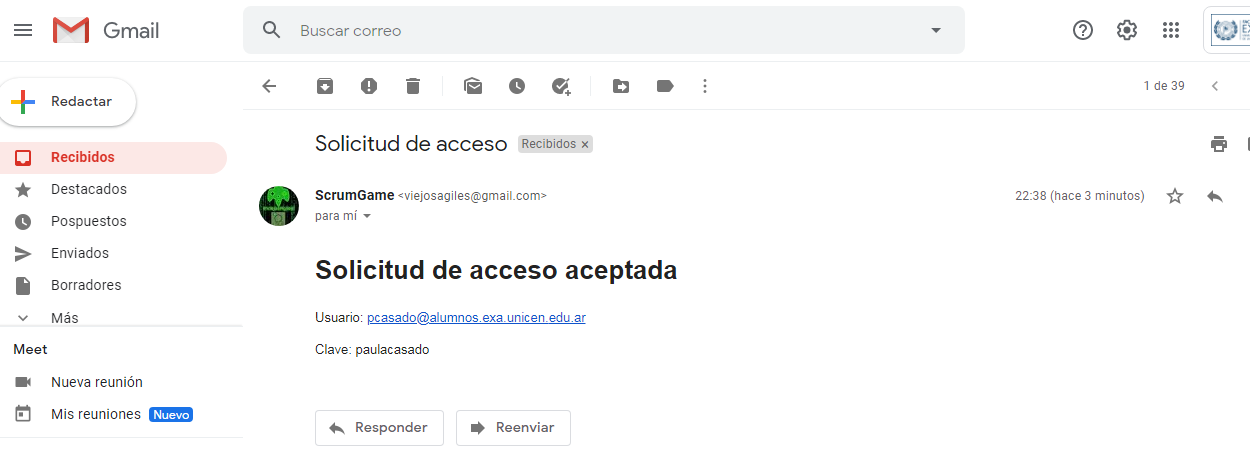 Gmail
Buscar correo
Redactar
1 de 39
Recibidos
Destacados
Pospuestos
Enviados
Borradores
Más
Meet
Nueva reunión
Mis reuniones Nuevo
Solicitud de acceso Recibidos ×
ScrumGame <viejosagiles@gmail.com> 22:38 (hace 3 minutos)
para mí
Solicitud de acceso aceptada
Usuario: pcasado@alumnos.exa.unicen.edu.ar
Clave: paulacasado
Responder Reenviar